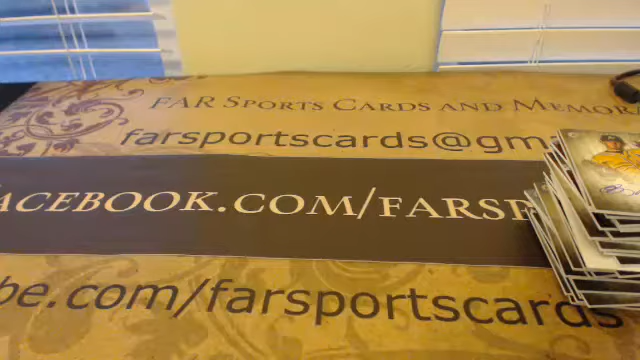 FAR Sports Cards and Memor
farsportscards@gm
acebook.com/farsp
be.com/farsportscards